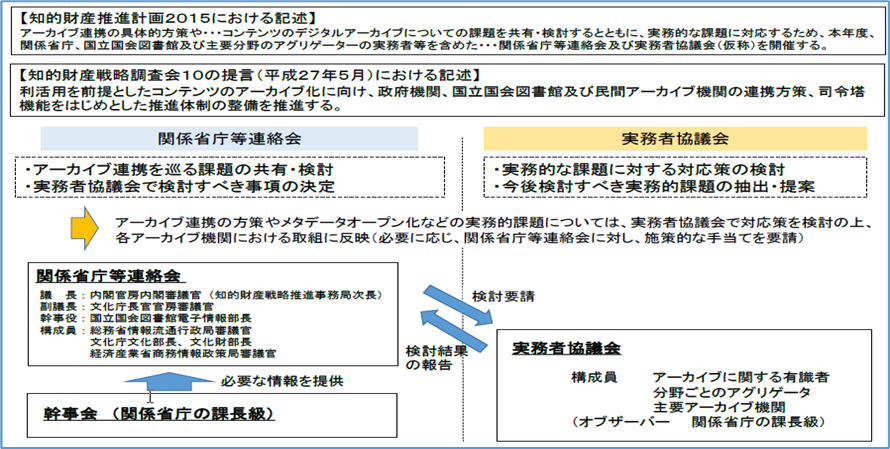 【知的財産推進計画2015における記述】
アーカイブ連携の具体的方策や・・・コンテンツのデジタルアーカイブについての課題を共有・検討するとともに、実務的な課題に対応するため、本年度、
関係省庁、国立国会図書館及び主要分野のアグリゲーターの実務者等を含めた・・・関係省庁等連絡会及び実務者協議会(仮称)を開催する。
【知的財産戦略調査会10の提言(平成27年5月)における記述】
利活用を前提としたコンテンツのアーカイブ化に向け、政府機関、国立国会図書館及び民間アーカイブ機関の連携方策、司令塔
機能をはじめとした推進体制の整備を推進する。
関係省庁等連絡会
実務者協議会
・アーカイブ連携を巡る課題の共有・検討
・実務者協議会で検討すべき事項の決定
・実務的な課題に対する対応策の検討
・今後検討すべき実務的課題の抽出・提案
アーカイブ連携の方策やメタデータオープン化などの実務的課題については、実務者協議会で対応策を検討の上、
各アーカイブ機関における取組に反映(必要に応じ、関係省庁等連絡会に対し、施策的な手当てを要請)
関係省庁等連絡会
議 長:内閣官房内閣審議官(知的財産戦略推進事務局次長)
副議長:文化庁長官官房審議官
幹事役:国立国会図書館電子情報部長
構成員:総務省情報流通行政局審議官
文化庁文化部長、文化財部長
経済産業省商務情報政策局審議官
検討要請
検討結果
の報告
必要な情報を提供
幹事会 (関係省庁の課長級)
実務者協議会
構成員 アーカイブに関する有識者
分野ごとのアグリゲータ
主要アーカイブ機関
(オブザーバー 関係省庁の課長級)